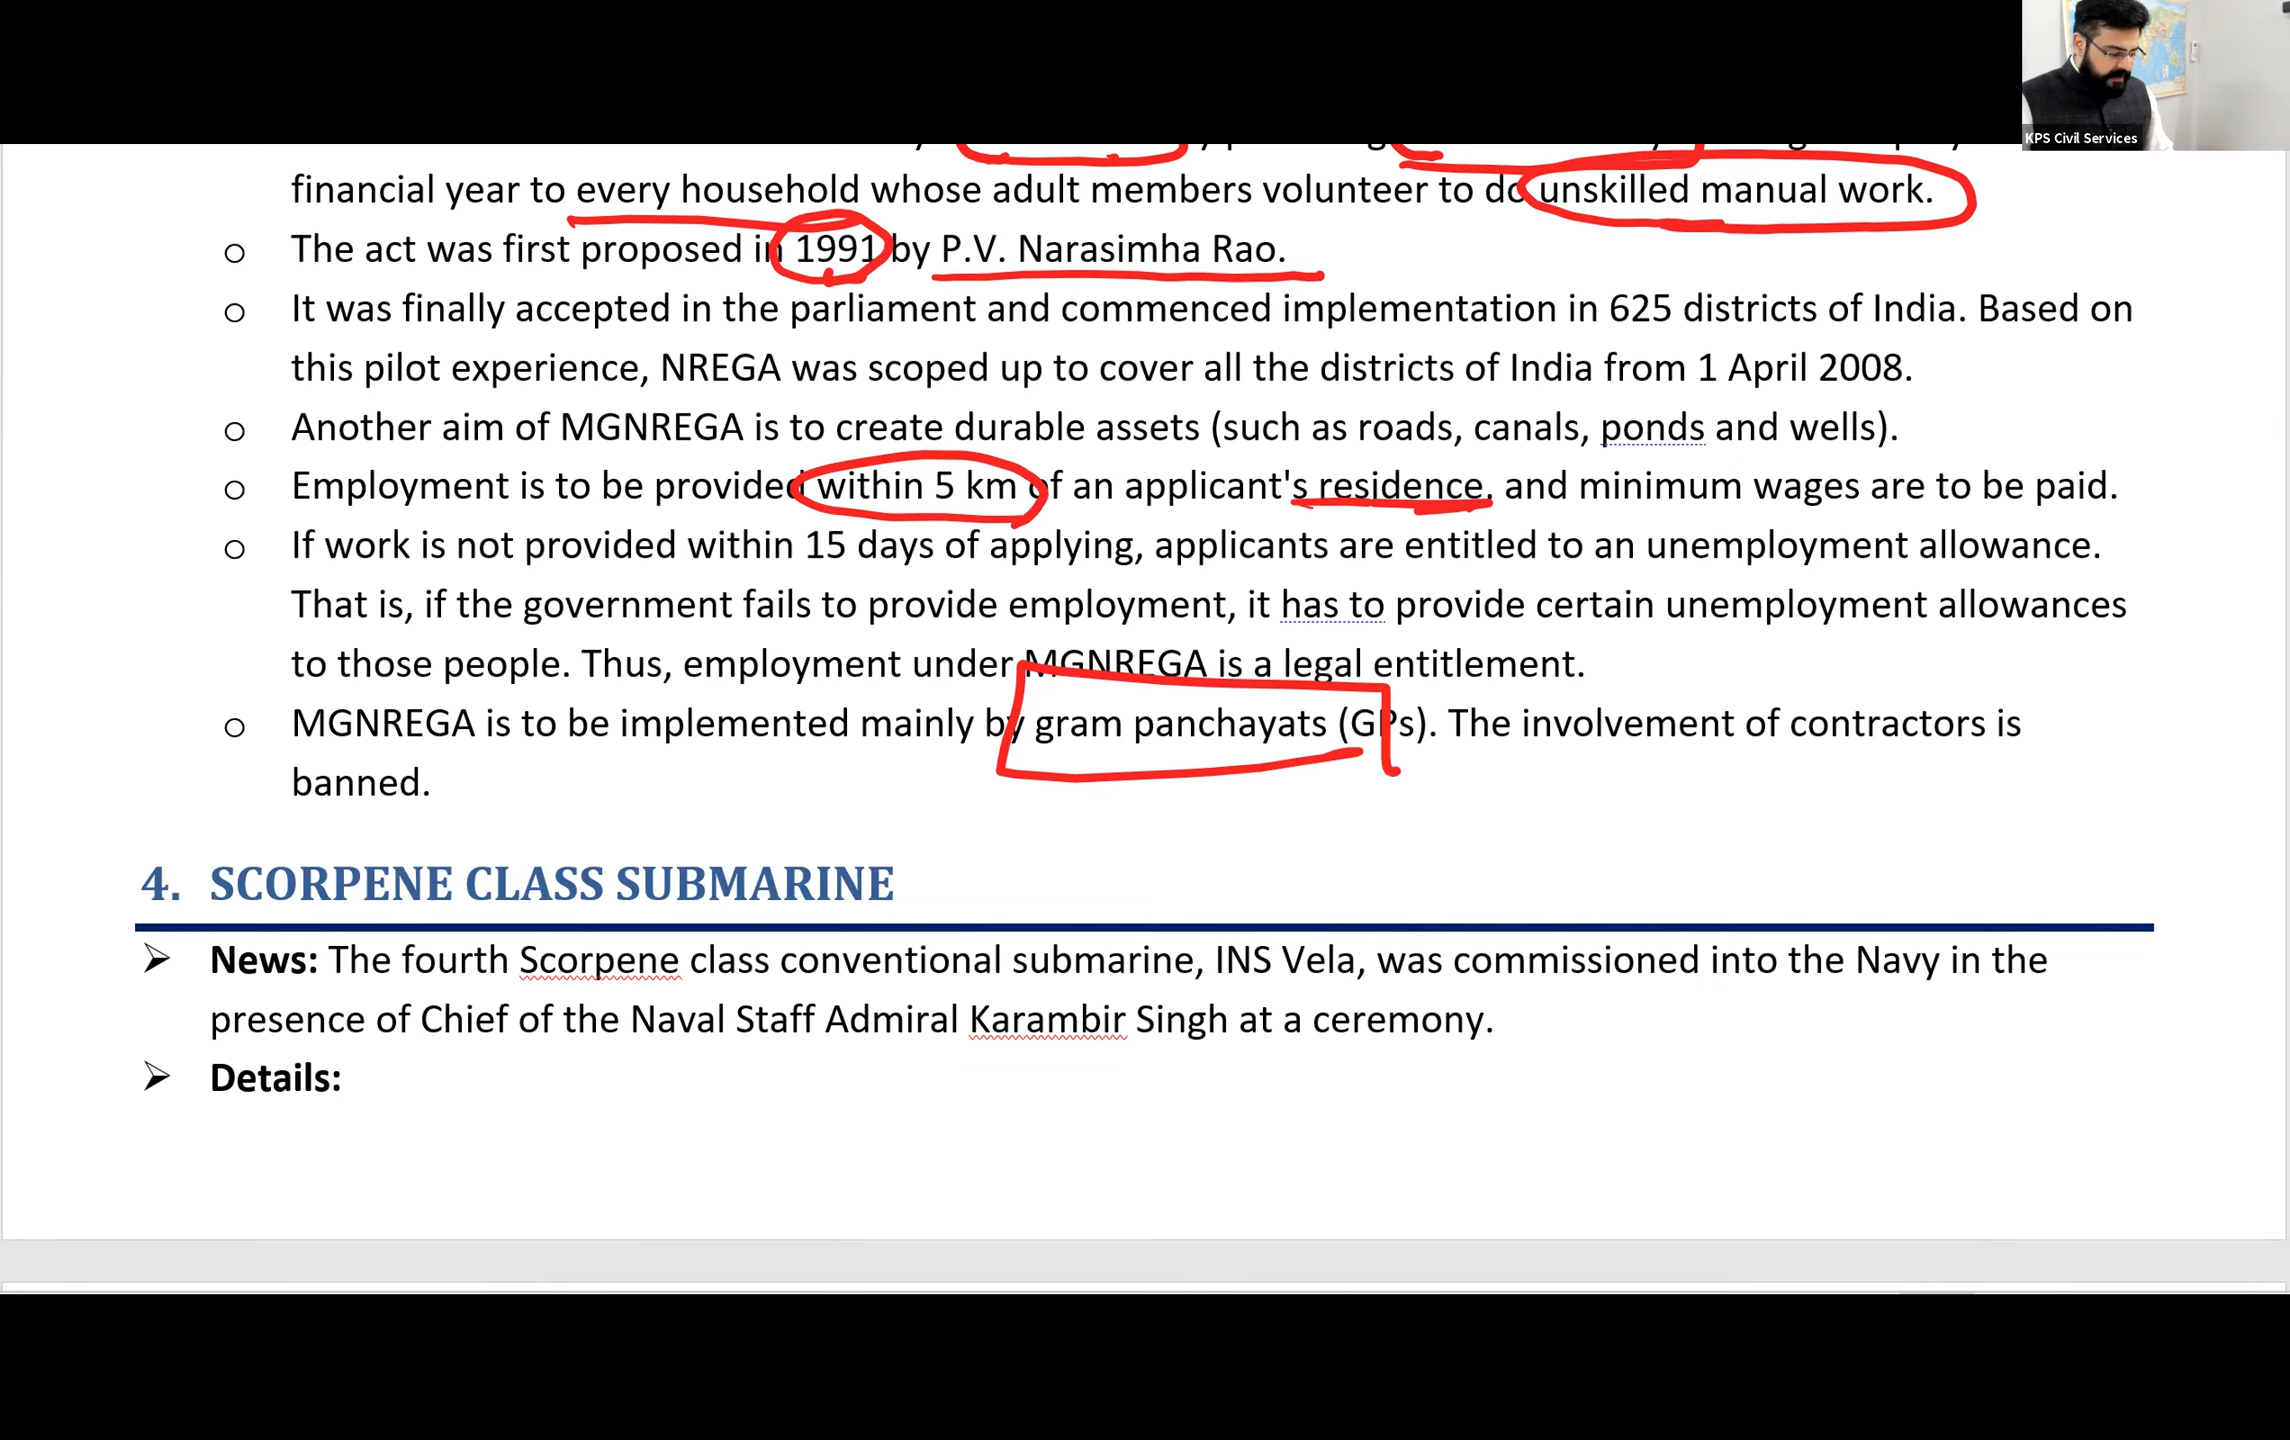 KPS Civil Services
financial year to every household whose adult members volunteer to do unskilled manual work.
o The act was first proposed in 1991 by P.V. Narasimha Rao.
o It was finally accepted in the parliament and commenced implementation in 625 districts of India. Based on
this pilot experience, NREGA was scoped up to cover all the districts of India from 1 April 2008.
o Another aim of MGNREGA is to create durable assets (such as roads, canals, ponds and wells).
o Employment is to be provided within 5 km of an applicant's residence, and minimum wages are to be paid.
o If work is not provided within 15 days of applying, applicants are entitled to an unemployment allowance.
That is, if the government fails to provide employment, it has to provide certain unemployment allowances
to those people. Thus, employment under MGNREGA is a legal entitlement.
o MGNREGA is to be implemented mainly by gram panchayats (GPs). The involvement of contractors is
banned.
4. SCORPENE CLASS SUBMARINE
➢ News: The fourth Scorpene class conventional submarine, INS Vela, was commissioned into the Navy in the
presence of Chief of the Naval Staff Admiral Karambir Singh at a ceremony.
➢ Details: